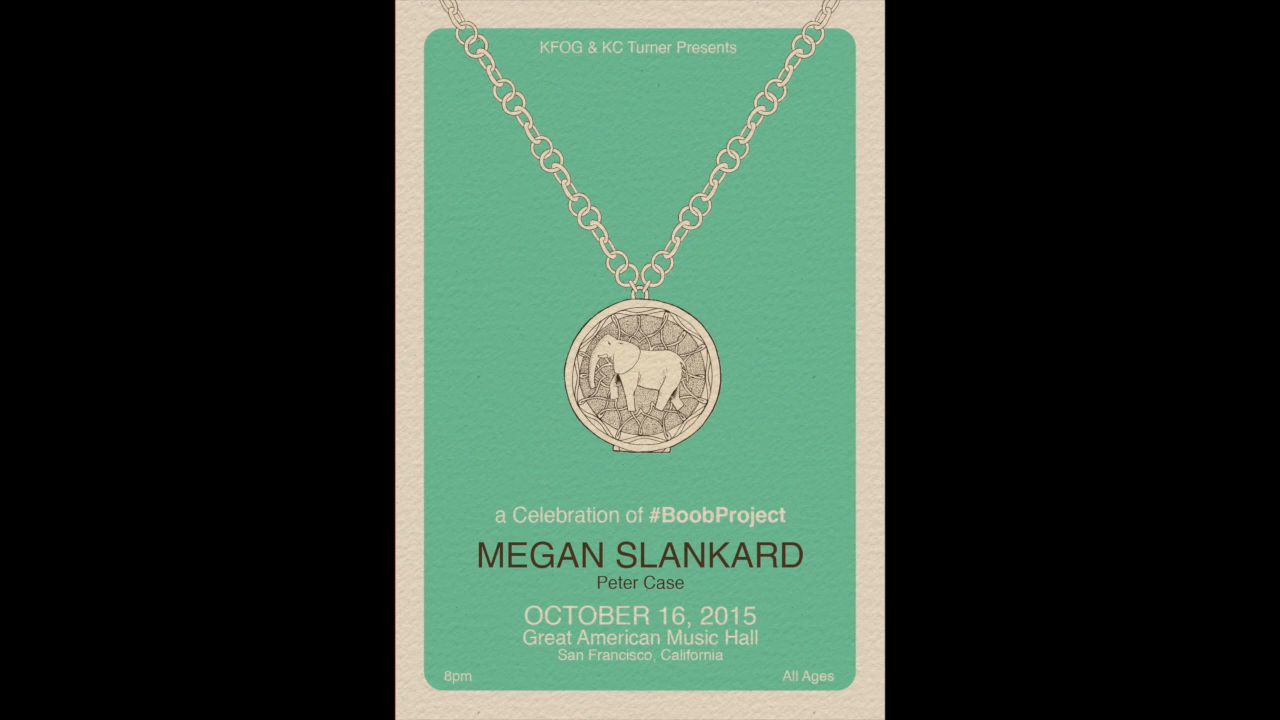 KFOG & KC Turner Presents
a Celebration of #BoobProject
MEGAN SLANKARD
Peter Case
OCTOBER 16, 2015
Great American Music Hall
San Francisco, California
8pm All Ages